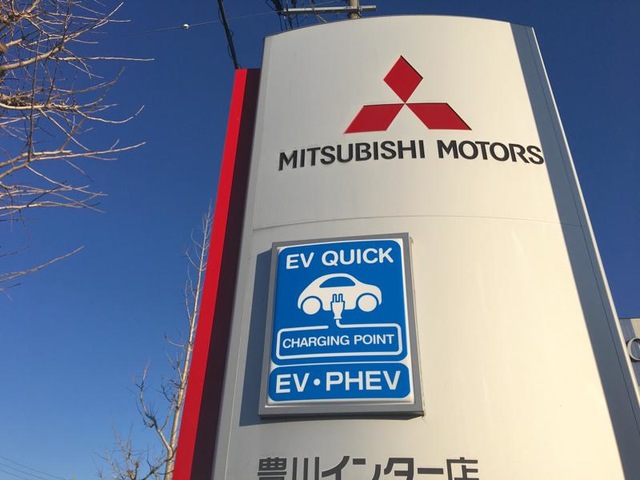 MITSUBISHI MOTORS
EV QUICK
CHARGING POINT
EV・PHEV
豊川インター店